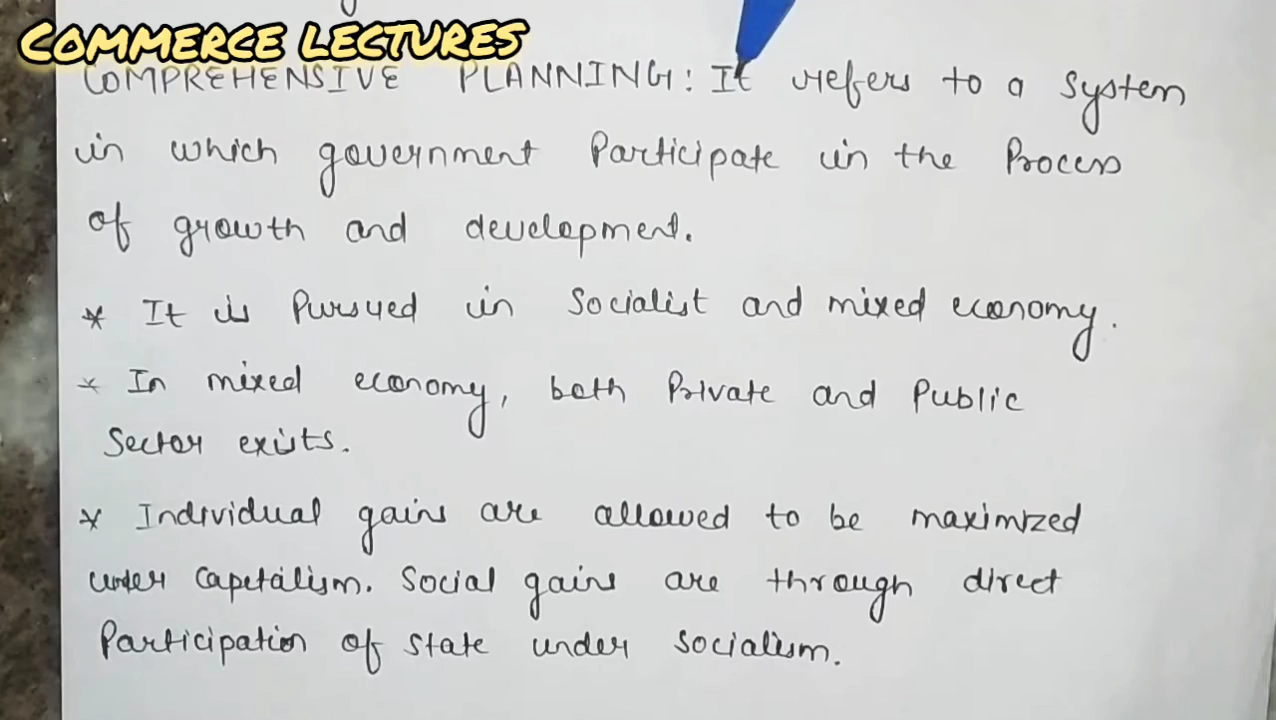 COMMERCE LECTURES
COMPREHENSIVE PLANNING: It refers to a system
in which government Participate in the Process
of growth and development.
* It is Pursued in Socialist and mixed economy.
* In mixed economy, both Private and Public
Sector exists.
* Individual gains are allowed to be maximized
under Capitalism. Social gains are through direct
Participation of State under Socialism.